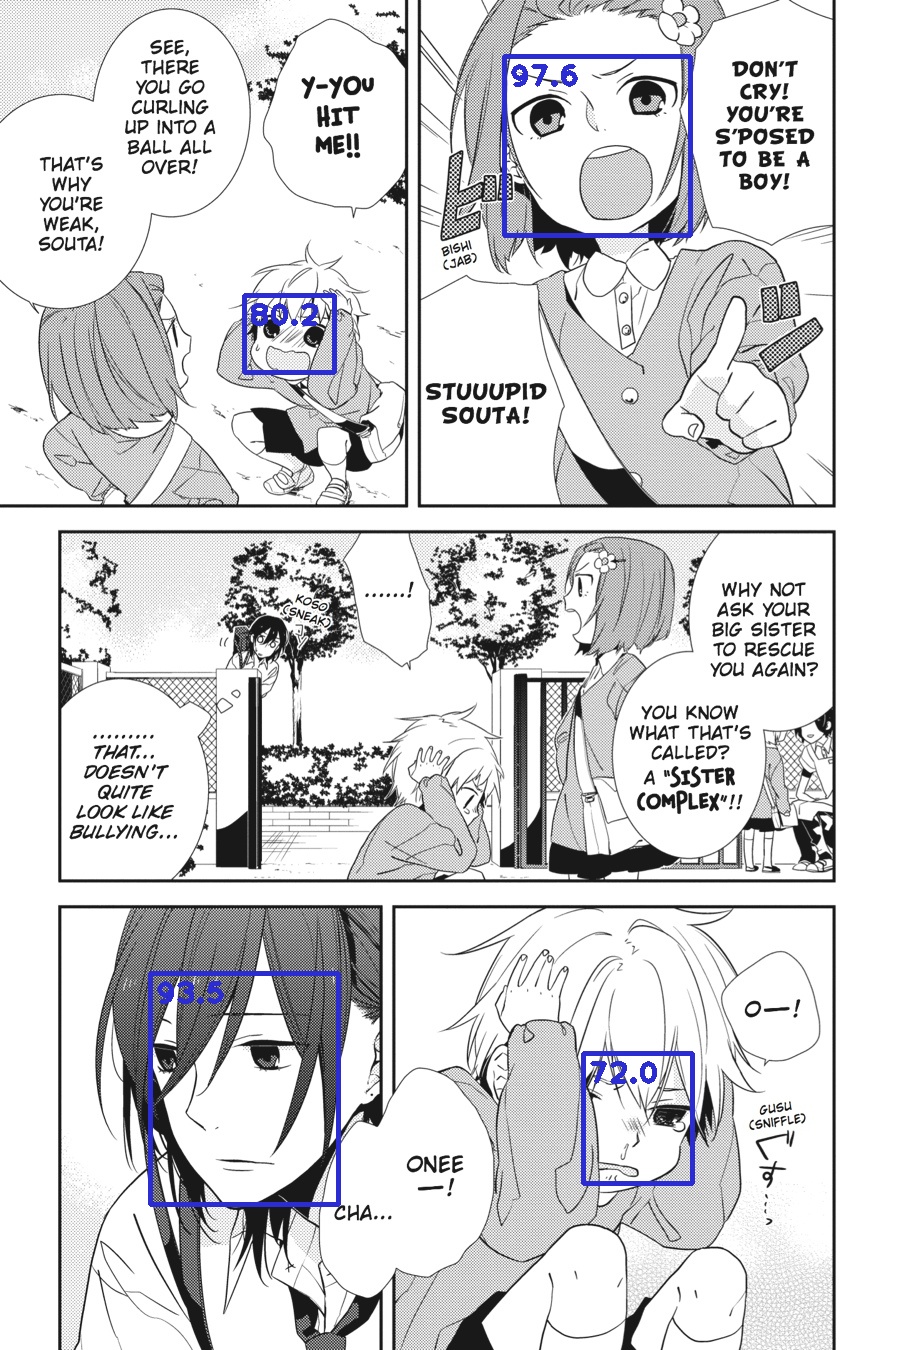 DON'T
CRY!
YOU'RE
S'POSED
TO BE A
BOY!
97.6
ビシ
BISHI
(JAB)
STUUUPID
SOUTA!
Y-YOU
HIT
ME!!
SEE,
THERE
YOU GO
CURLING
UP INTO A
BALL ALL
OVER!
THAT'S
WHY
YOU'RE
WEAK,
SOUTA!
80.2
WHY NOT
ASK YOUR
BIG SISTER
TO RESCUE
YOU AGAIN?
YOU KNOW
WHAT THAT'S
CALLED?
A "SISTER
COMPLEX"!!
......!
KOSO
(SNEAK)
.........
THAT...
DOESN'T
QUITE
LOOK LIKE
BULLYING...
O—!
72.0
GUSU
(SNIFFLE)
ぐす…
ONEE
—!
CHA...
93.5